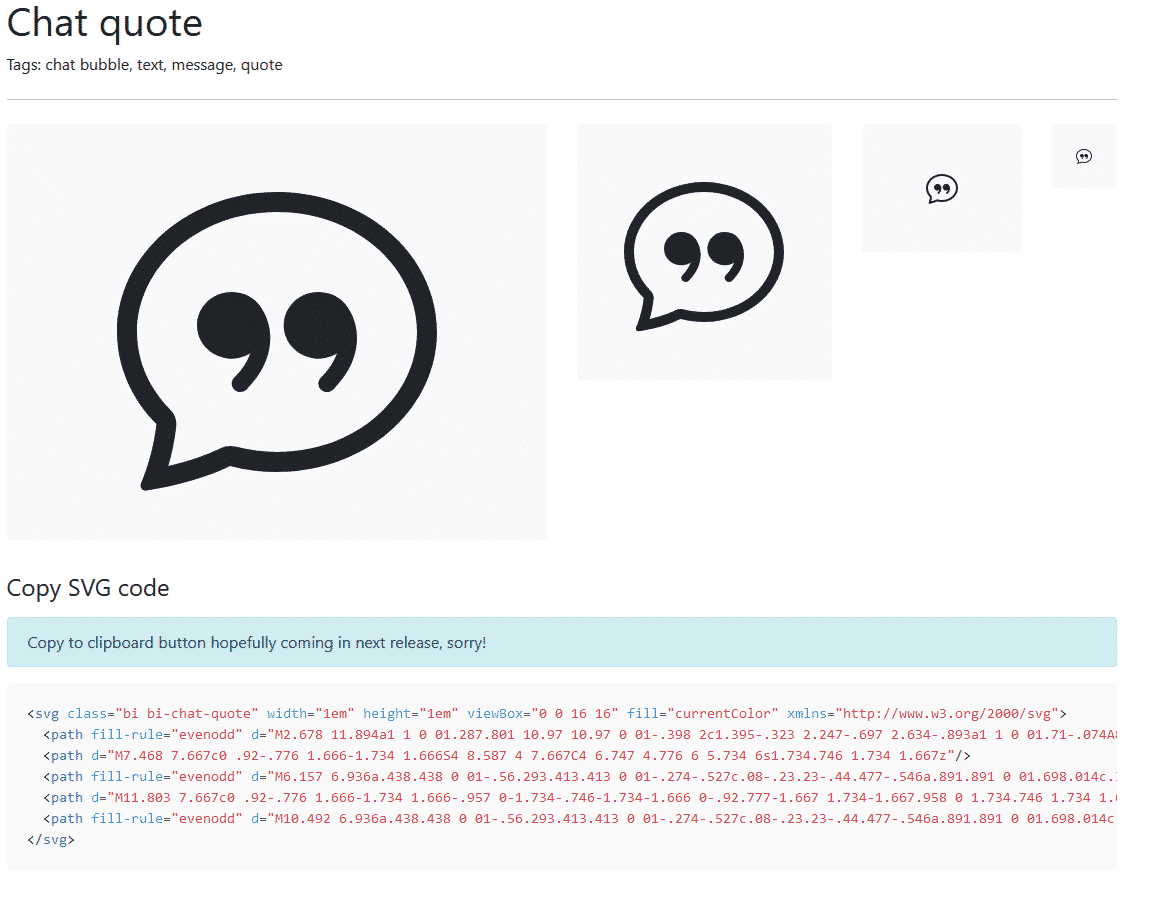 Chat quote
Tags: chat bubble, text, message, quote
Copy SVG code
Copy to clipboard button hopefully coming in next release, sorry!
<svg class="bi bi-chat-quote" width="1em" height="1em" viewBox="0 0 16 16" fill="currentColor" xmlns="http://www.w3.org/2000/svg">
<path fill-rule="evenodd" d="M2.678 11.894a1 1 0 01.287.801 10.97 10.97 0 01-.398 2c1.395-.323 2.247-.697 2.634-.893a1 1 0 01.71-.074A8
<path d="M7.468 7.667c0 .92-.776 1.666-1.734 1.666S4 8.587 4 7.667C4 6.747 4.776 6 5.734 6s1.734.746 1.734 1.667z"/>
<path fill-rule="evenodd" d="M6.157 6.936a.438.438 0 01-.56.293.413.413 0 01-.274-.527c.08-.23.23-.44.477-.546a.891.891 0 01.698.014c.
<path d="M11.803 7.667c0 .92-.776 1.666-1.734 1.666-.957 0-1.734-.746-1.734-1.666 0-.92.777-1.667 1.734-1.667.958 0 1.734.746 1.734 1.6
<path fill-rule="evenodd" d="M10.492 6.936a.438.438 0 01-.56.293.413.413 0 01-.274-.527c.08-.23.23-.44.477-.546a.891.891 0 01.698.014c
</svg>